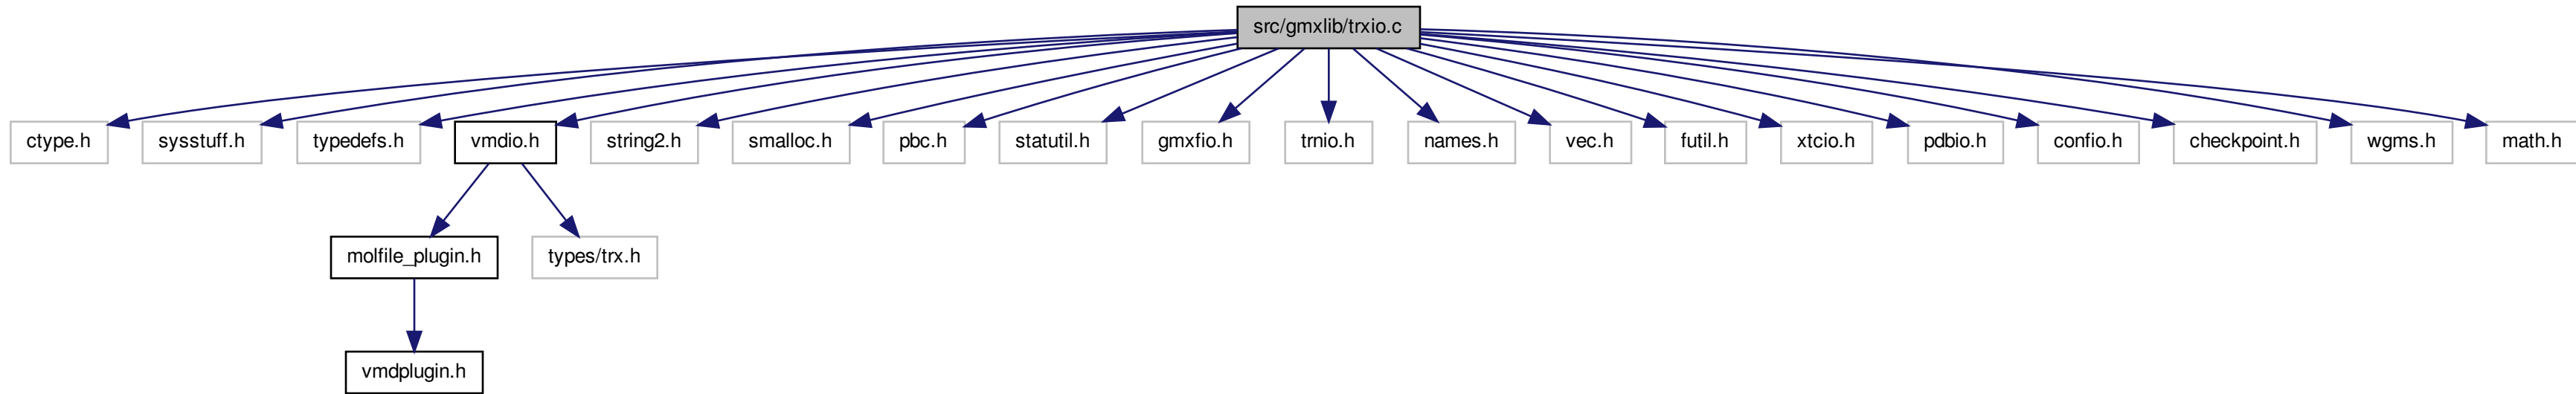 src/gmxlib/trxio.c
ctype.h
sysstuff.h
typedefs.h
vmdio.h
string2.h
smalloc.h
pbc.h
statutil.h
gmxfio.h
trnio.h
names.h
vec.h
futil.h
xtcio.h
pdbio.h
confio.h
checkpoint.h
wgms.h
math.h
molfile_plugin.h
types/trx.h
vmdplugin.h